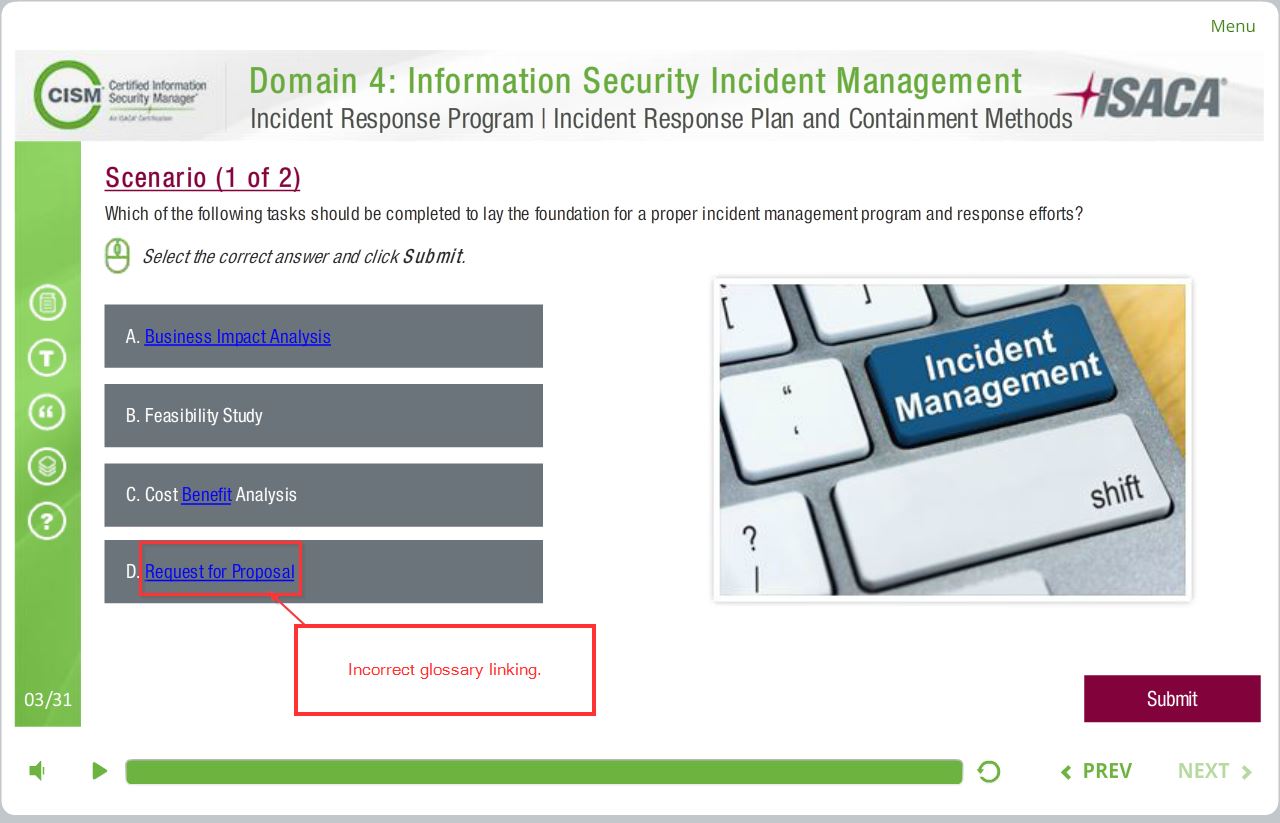 Menu
CISM
Certified Information
Security Manager®
An ISACA® Certification
Domain 4: Information Security Incident Management
Incident Response Program | Incident Response Plan and Containment Methods
ISACA®
Scenario (1 of 2)
Which of the following tasks should be completed to lay the foundation for a proper incident management program and response efforts?
Select the correct answer and click Submit.
A. Business Impact Analysis
B. Feasibility Study
C. Cost Benefit Analysis
D. Request for Proposal
Incorrect glossary linking.
[
]
Incident
Management
“
‘
shift
?
T
“
?
03/31
Submit
PREV
NEXT